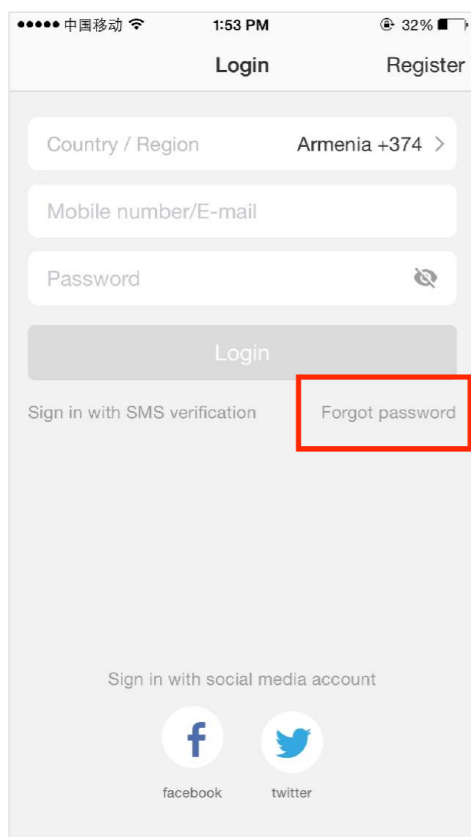 中国移动 1:53 PM 32%
Login Register
Country / Region Armenia +374 >
Mobile number/E-mail
Password
Login
Sign in with SMS verification Forgot password
Sign in with social media account
f
facebook twitter